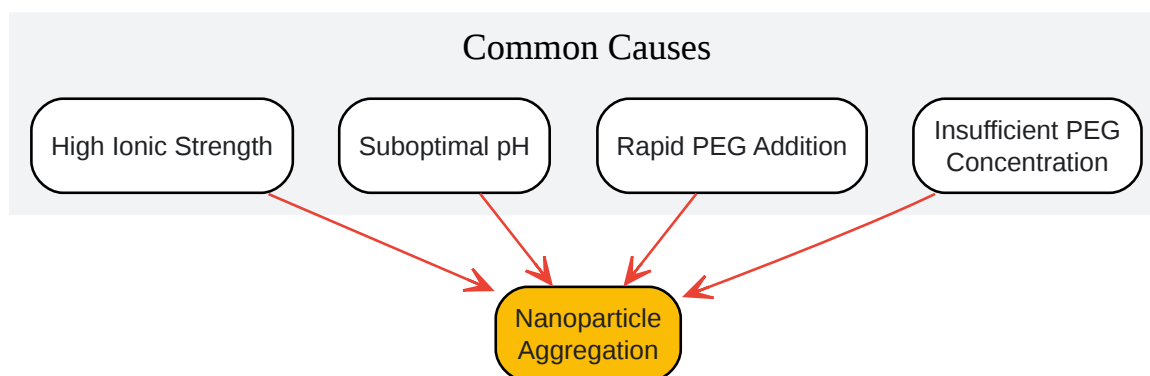 Common Causes
High Ionic Strength
Suboptimal pH
Rapid PEG Addition
Insufficient PEG
Concentration
Nanoparticle
Aggregation